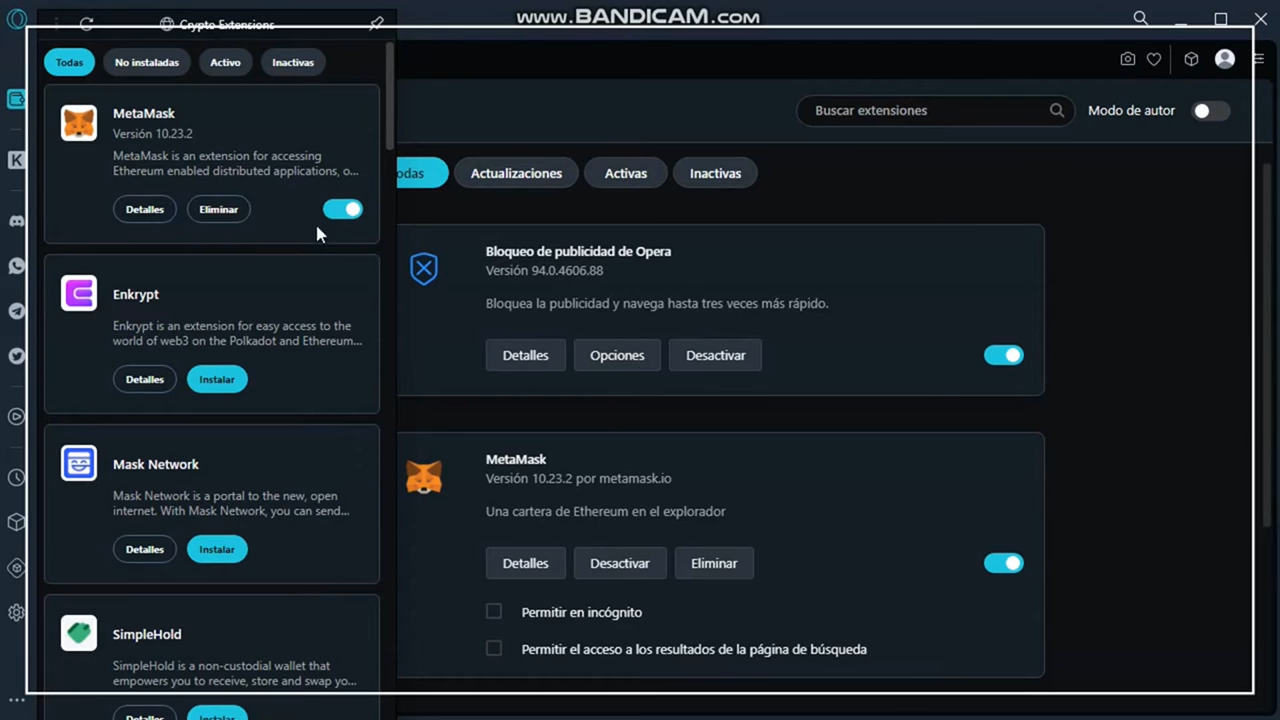 www.BANDICAM.com
Crypto Extensions
Todas
No instaladas
Activo
Inactivas
MetaMask
Versión 10.23.2
MetaMask is an extension for accessing
Ethereum enabled distributed applications, o...
Detalles
Eliminar
Enkrypt
Enkrypt is an extension for easy access to the
world of web3 on the Polkadot and Ethereum...
Detalles
Instalar
Mask Network
Mask Network is a portal to the new, open
internet. With Mask Network, you can send...
Detalles
Instalar
SimpleHold
SimpleHold is a non-custodial wallet that
empowers you to receive, store and swap yo...
Detalles
Instalar
Buscar extensiones
Modo de autor
odas
Actualizaciones
Activas
Inactivas
Bloqueo de publicidad de Opera
Versión 94.0.4606.88
Bloquea la publicidad y navega hasta tres veces más rápido.
Detalles
Opciones
Desactivar
MetaMask
Versión 10.23.2 por metamask.io
Una cartera de Ethereum en el explorador
Detalles
Desactivar
Eliminar
Permitir en incógnito
Permitir el acceso a los resultados de la página de búsqueda